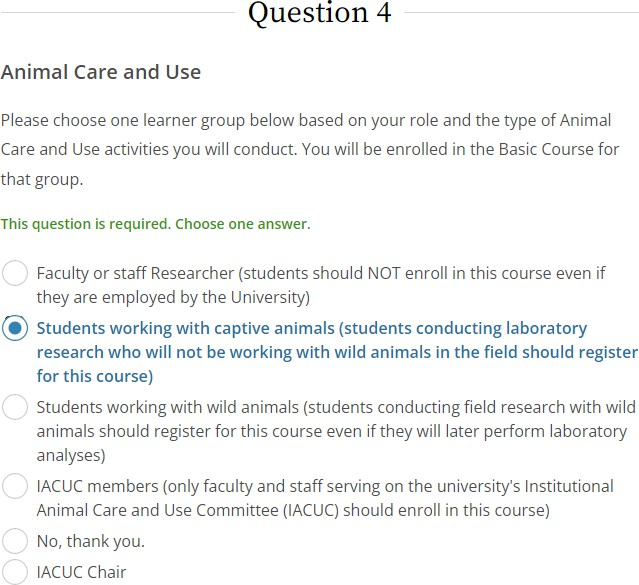 Question 4
Animal Care and Use
Please choose one learner group below based on your role and the type of Animal
Care and Use activities you will conduct. You will be enrolled in the Basic Course for
that group.
This question is required. Choose one answer.
Faculty or staff Researcher (students should NOT enroll in this course even if
they are employed by the University)
Students working with captive animals (students conducting laboratory
research who will not be working with wild animals in the field should register
for this course)
Students working with wild animals (students conducting field research with wild
animals should register for this course even if they will later perform laboratory
analyses)
IACUC members (only faculty and staff serving on the university's Institutional
Animal Care and Use Committee (IACUC) should enroll in this course)
No, thank you.
IACUC Chair